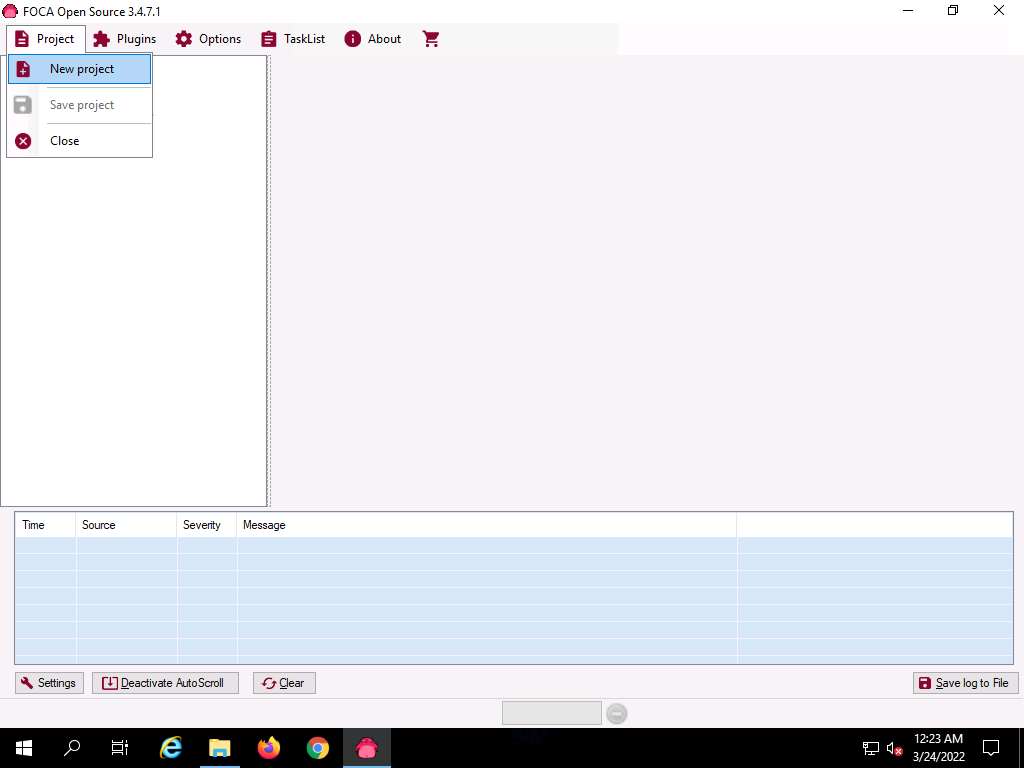 FOCA Open Source 3.4.7.1
Project Plugins Options TaskList About
New project
Save project
Close
Time Source Severity Message
Settings Deactivate AutoScroll Clear Save log to File
12:23 AM
3/24/2022